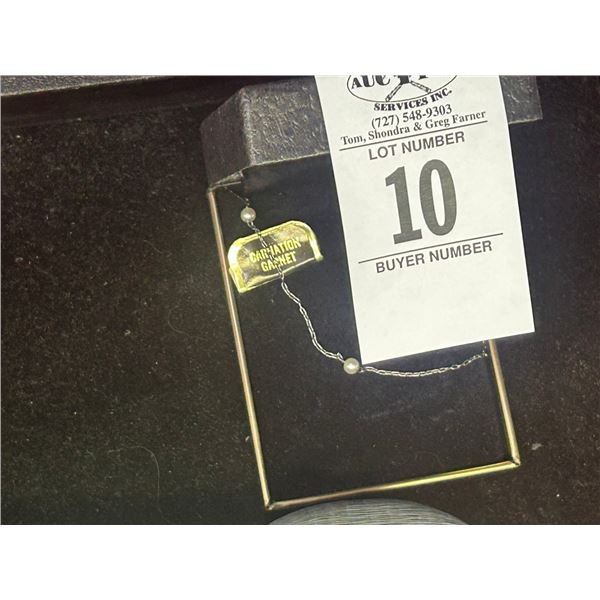 SERVICES INC.
(727) 548-9303
Tom, Shondra & Greg Farner
LOT NUMBER
10
BUYER NUMBER
CARNATION
GARNET